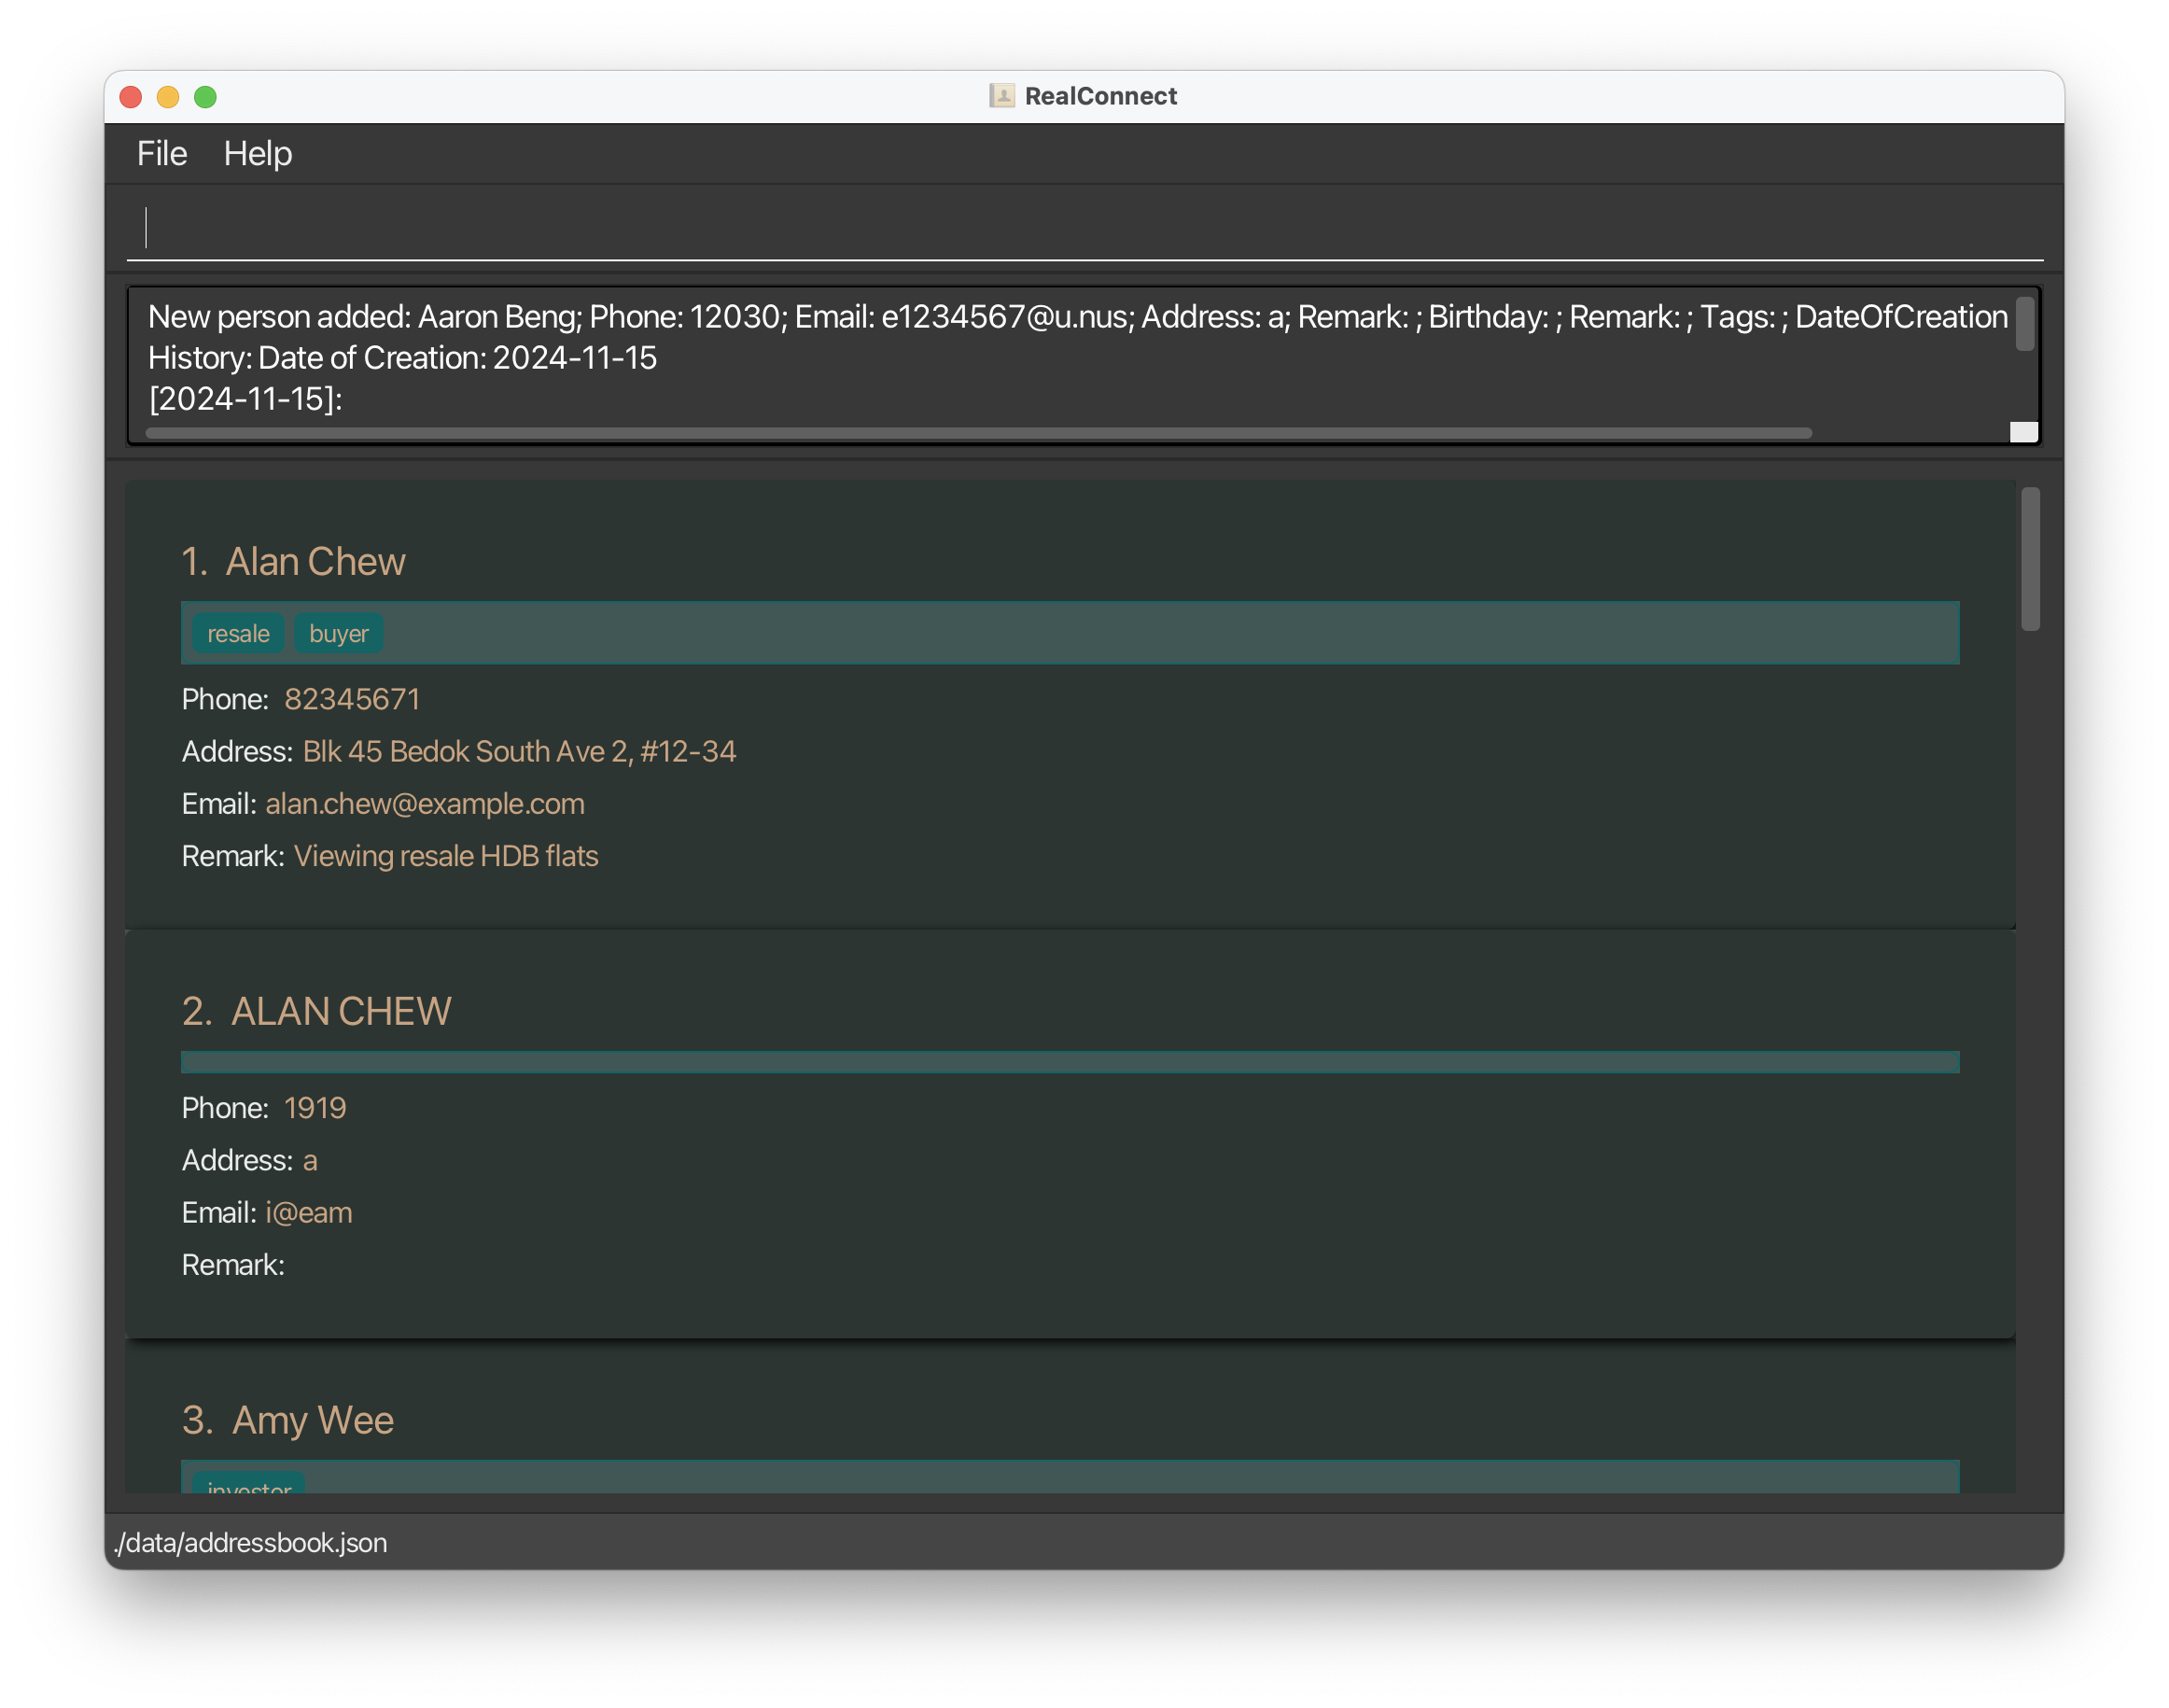 RealConnect
File Help
New person added: Aaron Beng; Phone: 12030; Email: e1234567@u.nus; Address: a; Remark: ; Birthday: ; Remark: ; Tags: ; DateOfCreation
History: Date of Creation: 2024-11-15
[2024-11-15]:
1. Alan Chew
resale buyer
Phone: 82345671
Address: Blk 45 Bedok South Ave 2, #12-34
Email: alan.chew@example.com
Remark: Viewing resale HDB flats
2. ALAN CHEW
Phone: 1919
Address: a
Email: i@eam
Remark:
3. Amy Wee
investor
./data/addressbook.json